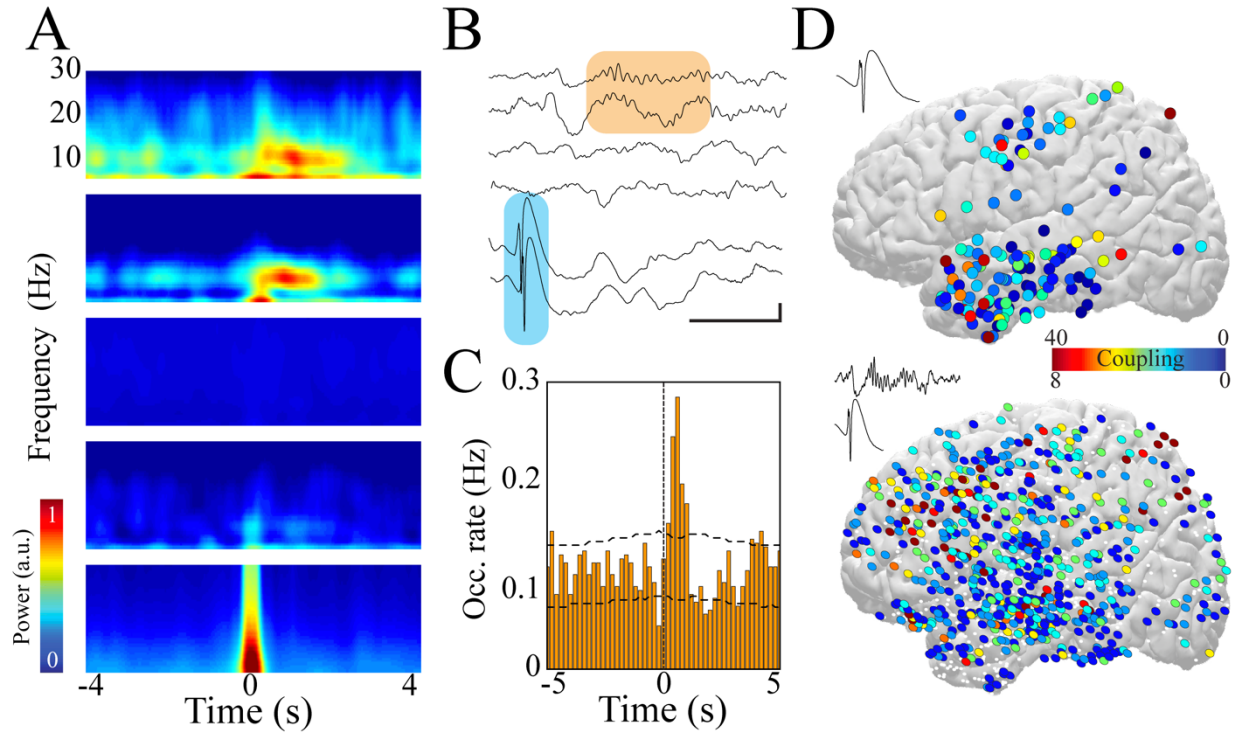 A
B
C
D
30
20
10
Frequency (Hz)
Power (a.u.)
1
0
-4
0
4
Time (s)
0.3
0.2
0.1
0
Occ. rate (Hz)
-5
0
5
Time (s)
40
0
Coupling
8
0